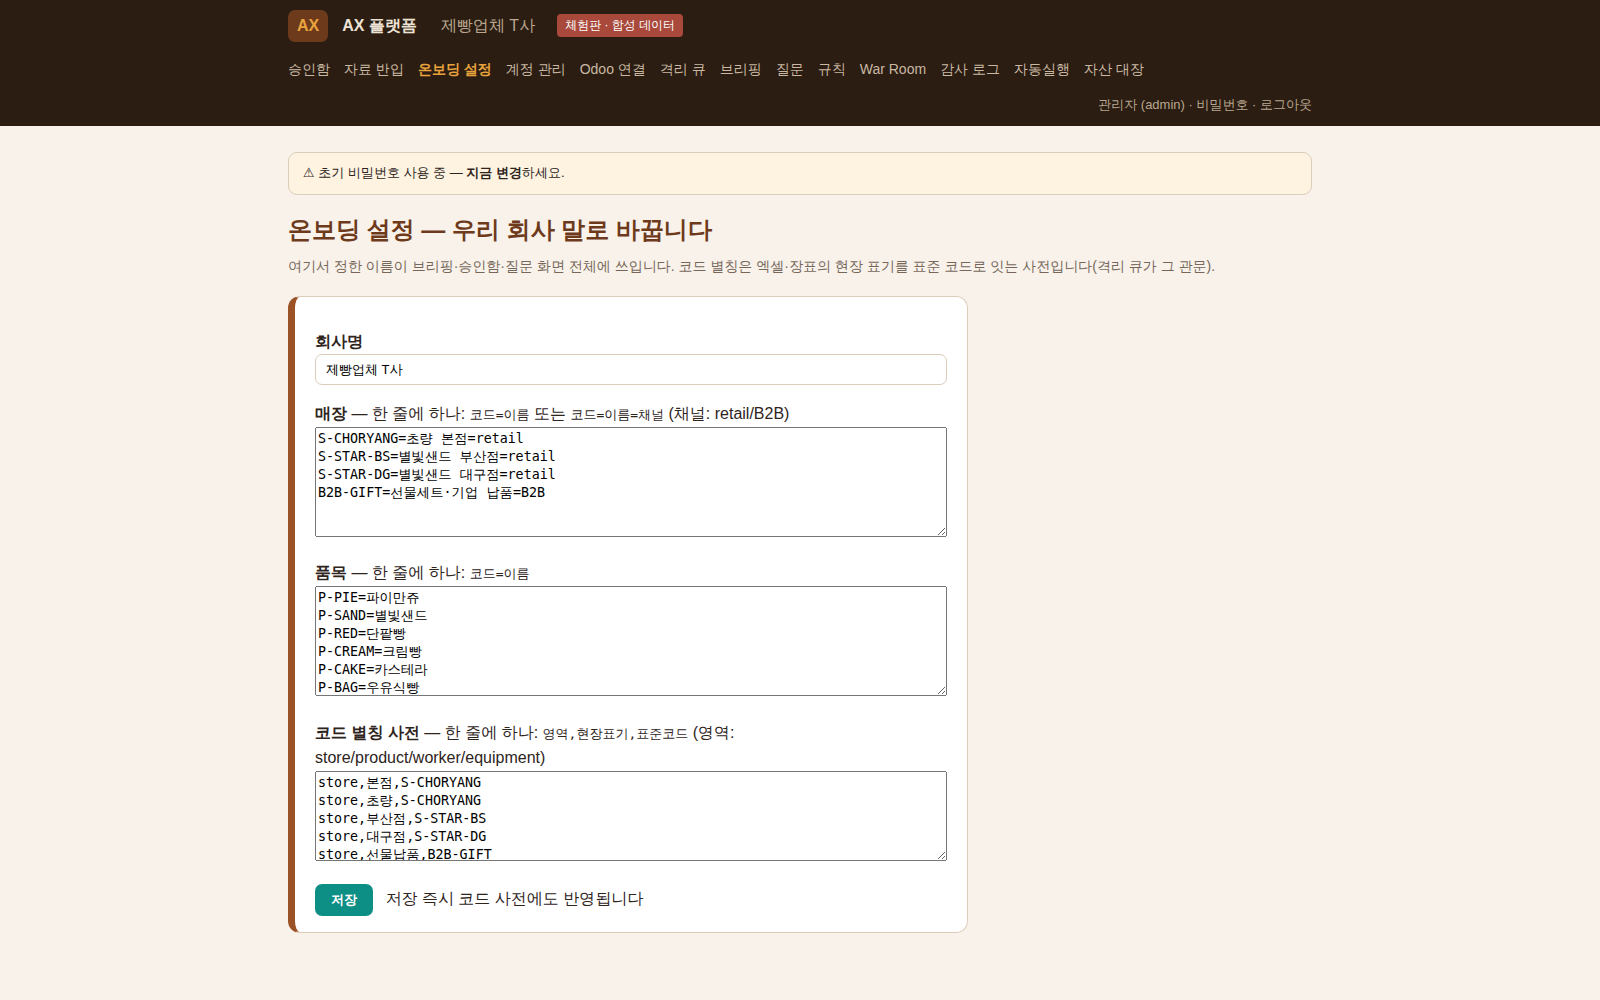 AX AX 플랫폼 제빵업체 T사 체험판 · 합성 데이터
승인함 자료 반입 온보딩 설정 계정 관리 Odoo 연결 격리 큐 브리핑 질문 규칙 War Room 감사 로그 자동실행 자산 대장
관리자 (admin) · 비밀번호 · 로그아웃
⚠ 초기 비밀번호 사용 중 — 지금 변경하세요.
온보딩 설정 — 우리 회사 말로 바꿉니다
여기서 정한 이름이 브리핑·승인함·질문 화면 전체에 쓰입니다. 코드 별칭은 엑셀·장표의 현장 표기를 표준 코드로 잇는 사전입니다(격리 큐가 그 관문).
회사명
제빵업체 T사
매장 — 한 줄에 하나: 코드=이름 또는 코드=이름=채널 (채널: retail/B2B)
S-CHORYANG=초량 본점=retail
S-STAR-BS=별빛샌드 부산점=retail
S-STAR-DG=별빛샌드 대구점=retail
B2B-GIFT=선물세트·기업 납품=B2B
품목 — 한 줄에 하나: 코드=이름
P-PIE=파이만쥬
P-SAND=별빛샌드
P-RED=단팥빵
P-CREAM=크림빵
P-CAKE=카스테라
P-BAG=우유식빵
코드 별칭 사전 — 한 줄에 하나: 영역,현장표기,표준코드 (영역:
store/product/worker/equipment)
store,본점,S-CHORYANG
store,초량,S-CHORYANG
store,부산점,S-STAR-BS
store,대구점,S-STAR-DG
store,선물납품,B2B-GIFT
저장 저장 즉시 코드 사전에도 반영됩니다